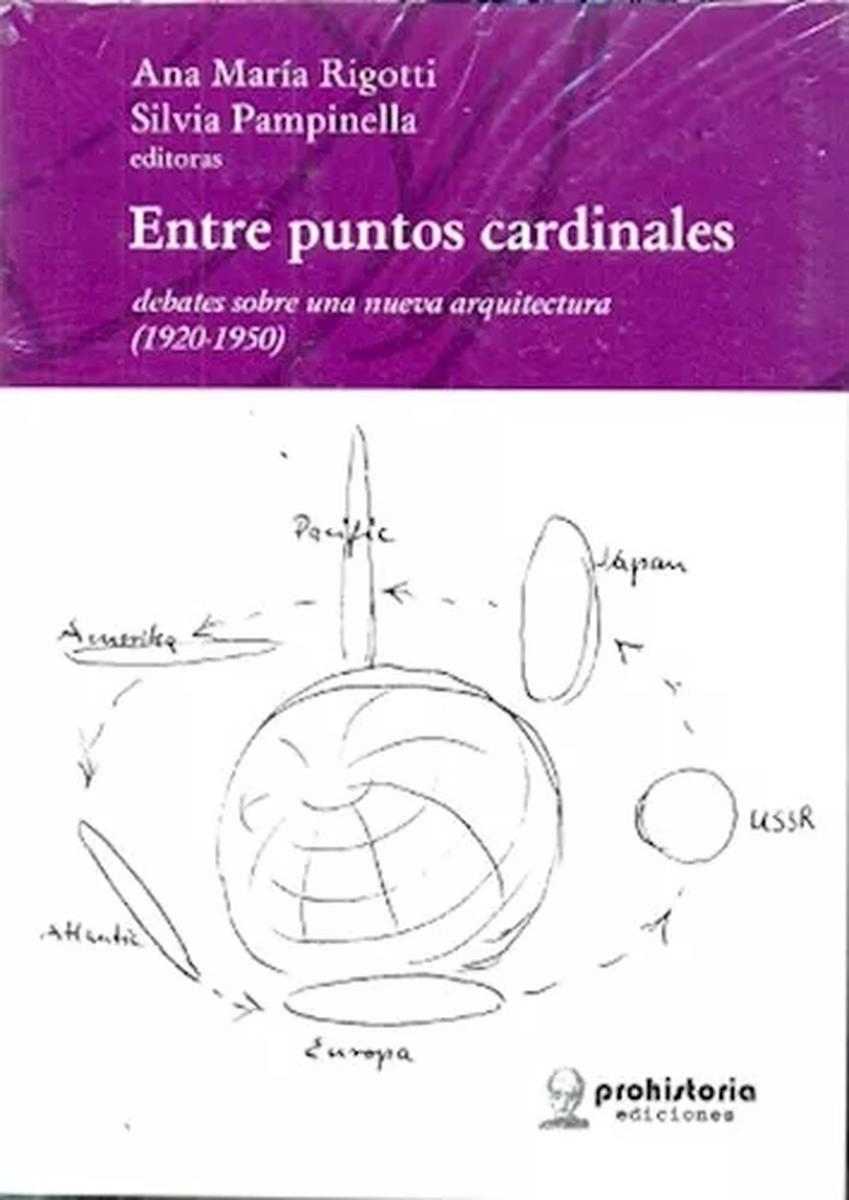 Ana María Rigotti
Silvia Pampinella
editoras
Entre puntos cardinales
debates sobre una nueva arquitectura
(1920-1950)
Pacific
Japan
Amerika
USSR
Atlantic
Europa
prohistoria
ediciones